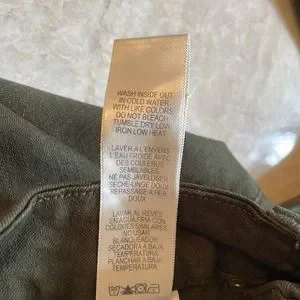 WASH INSIDE OUT
IN COLD WATER
WITH LIKE COLORS
DO NOT BLEACH
TUMBLE DRY LOW
IRON LOW HEAT
LAVER À L'ENVERS
L'EAU FROIDE AVEC
DES COULEURS
SEMBLABLES
NE PAS JAVELLISER
SÉCHE-LINGE DOUX
REPASSAGE À FER
DOUX
LAVAR AL REVÉS
EN AGUA FRÍA CON
COLORES SIMILARES
NO USAR
BLANQUEADOR
SECADORA A BAJA
TEMPERATURA
PLANCHAR A BAJA
TEMPERATURA